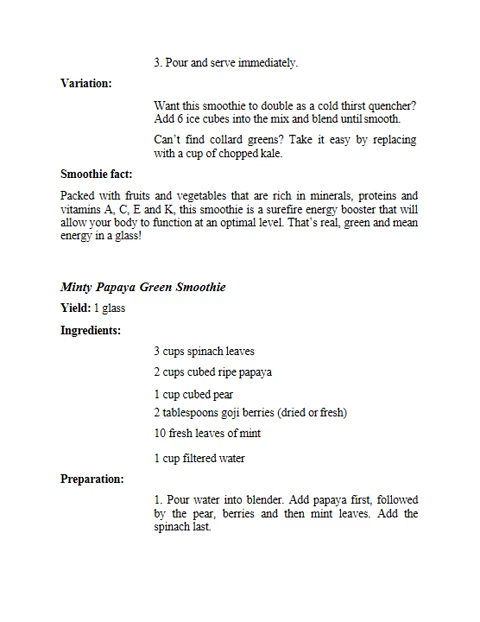 3. Pour and serve immediately.
Variation:
Want this smoothie to double as a cold thirst quencher?
Add 6 ice cubes into the mix and blend until smooth.
Can't find collard greens? Take it easy by replacing
with a cup of chopped kale.
Smoothie fact:
Packed with fruits and vegetables that are rich in minerals, proteins and
vitamins A, C, E and K, this smoothie is a surefire energy booster that will
allow your body to function at an optimal level. That's real, green and mean
energy in a glass!
Minty Papaya Green Smoothie
Yield: 1 glass
Ingredients:
3 cups spinach leaves
2 cups cubed ripe papaya
1 cup cubed pear
2 tablespoons goji berries (dried or fresh)
10 fresh leaves of mint
1 cup filtered water
Preparation:
1. Pour water into blender. Add papaya first, followed
by the pear, berries and then mint leaves. Add the
spinach last.